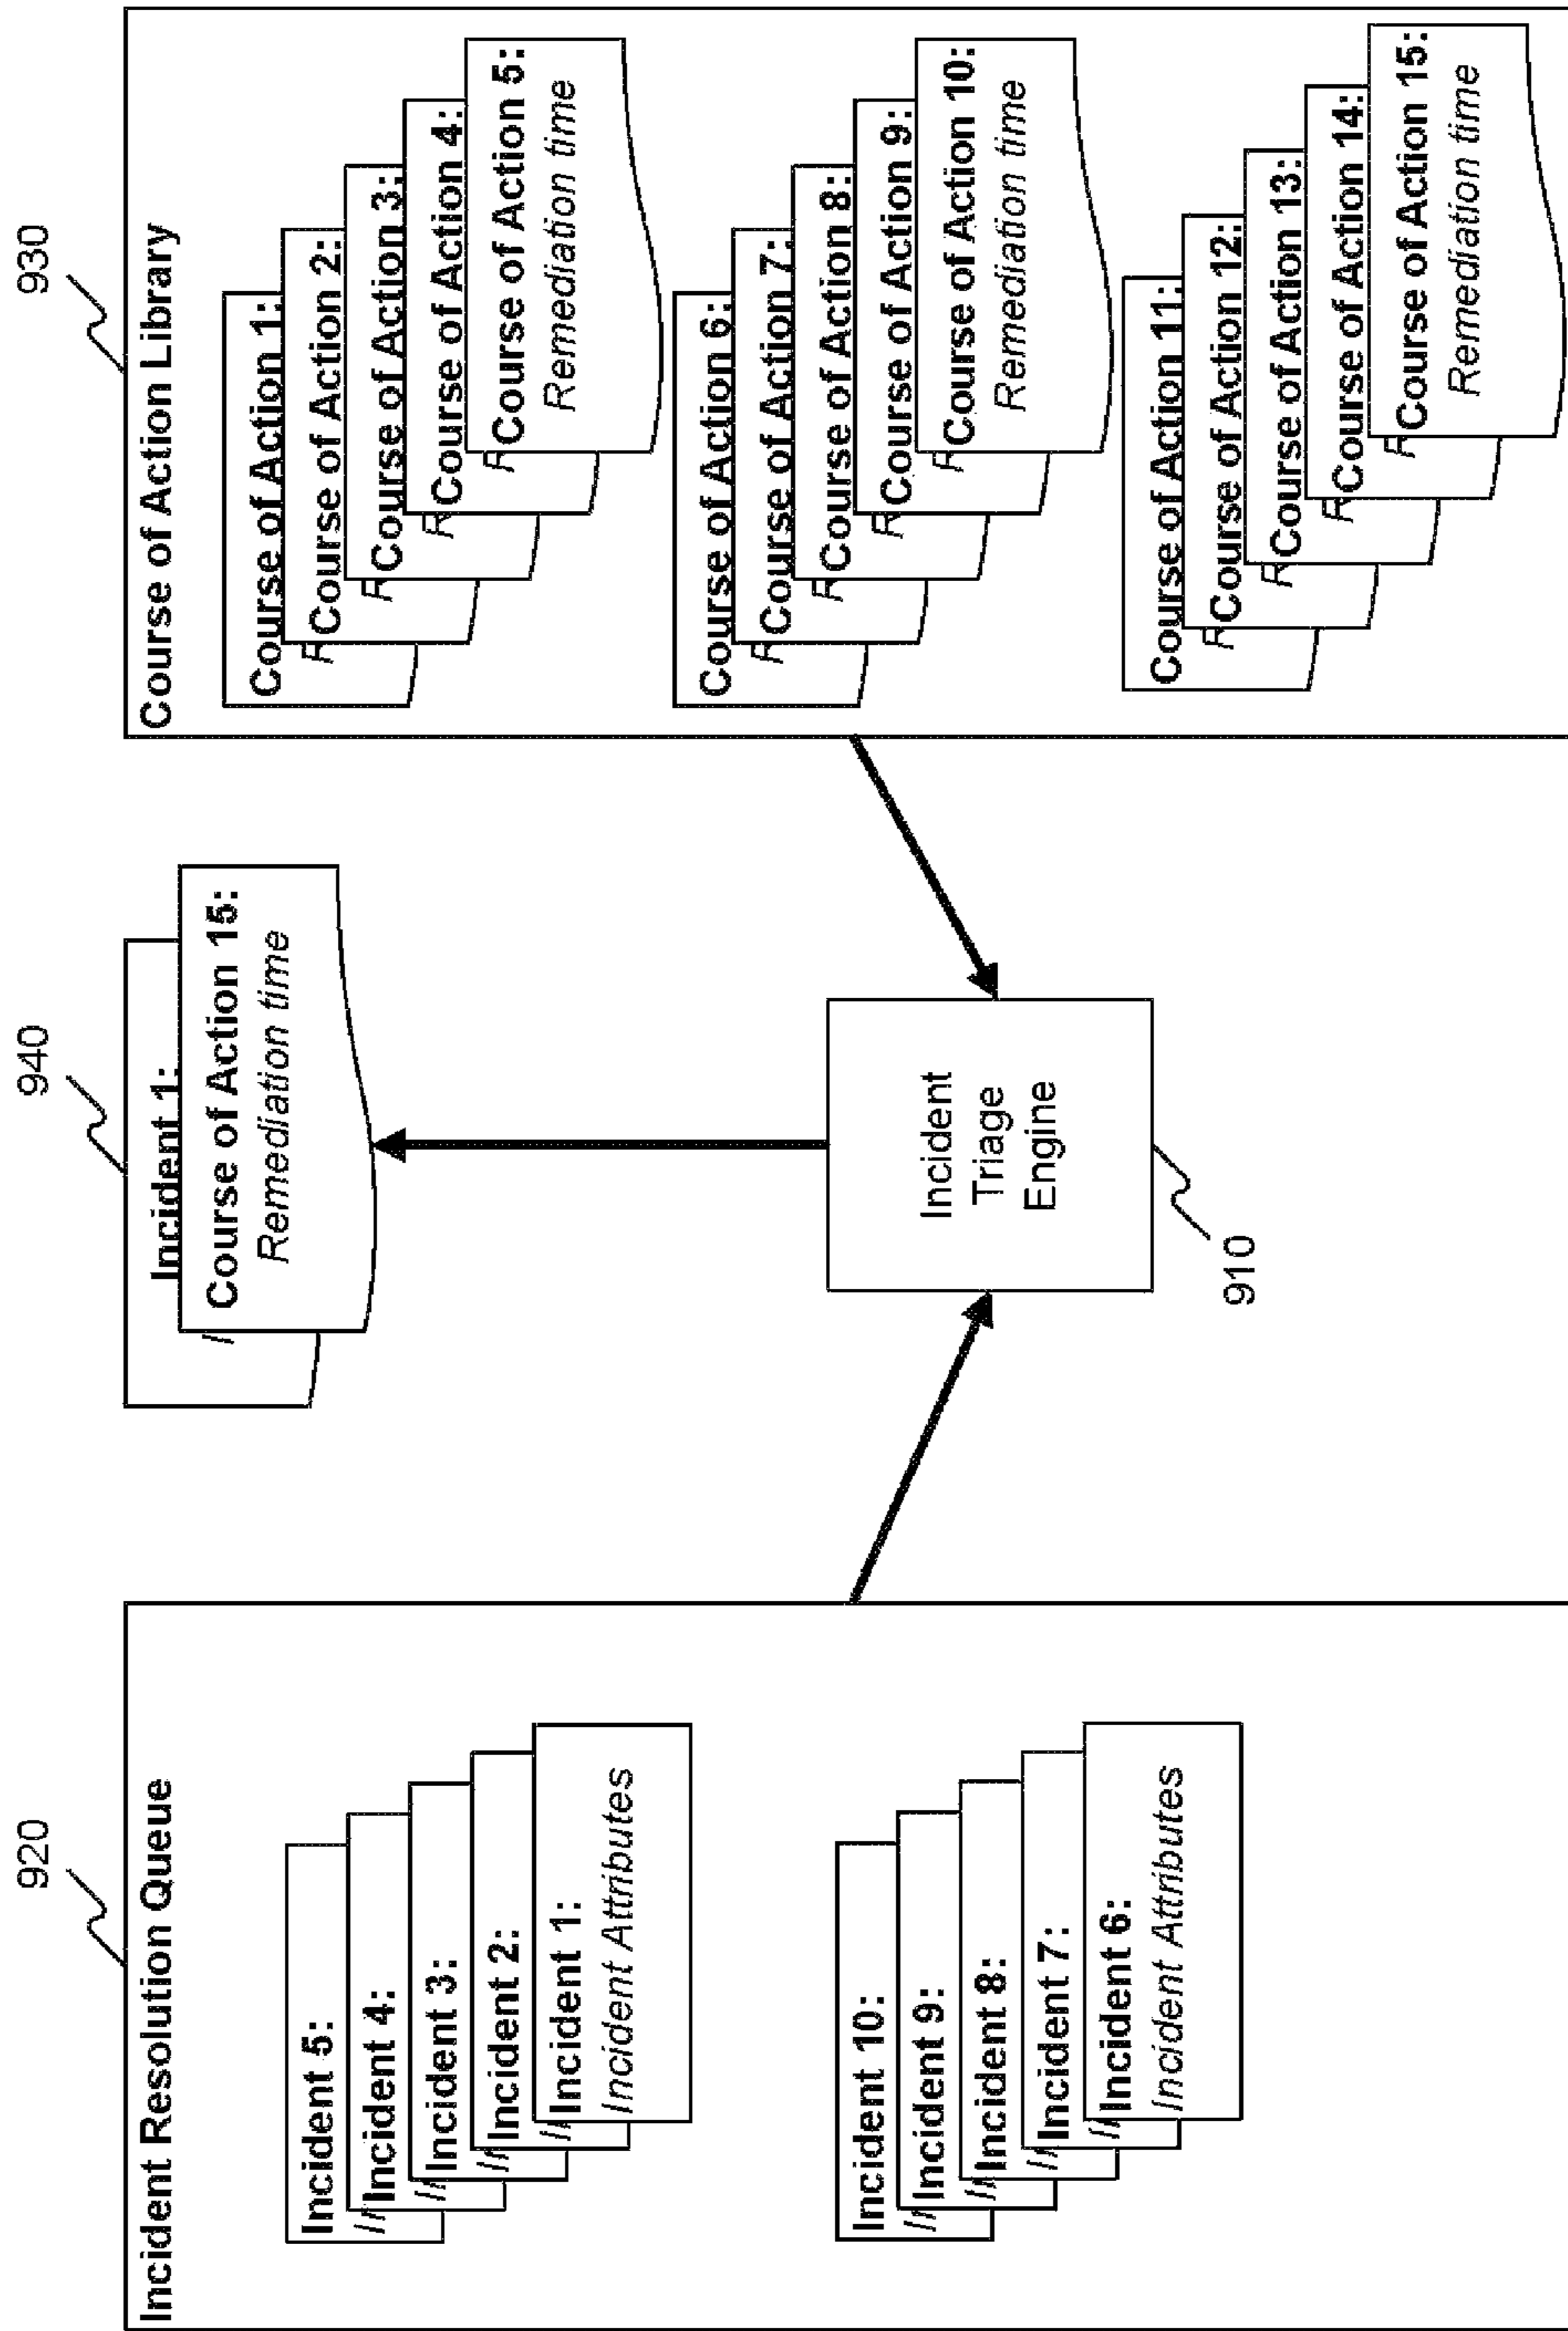 920
Incident Resolution Queue
Incident 5:
Incident 4:
Incident 3:
Incident 2:
Incident 1:
Incident Attributes
Incident 10:
Incident 9:
Incident 8:
Incident 7:
Incident 6:
Incident Attributes
940
Incident 1:
I
Course of Action 15:
Remediation time
Incident
Triage
Engine
910
930
Course of Action Library
Course of Action 1:
R
Course of Action 2:
R
Course of Action 3:
R
Course of Action 4:
R
Course of Action 5:
Remediation time
Course of Action 6:
R
Course of Action 7:
R
Course of Action 8:
R
Course of Action 9:
R
Course of Action 10:
Remediation time
Course of Action 11:
R
Course of Action 12:
R
Course of Action 13:
R
Course of Action 14:
R
Course of Action 15:
Remediation time